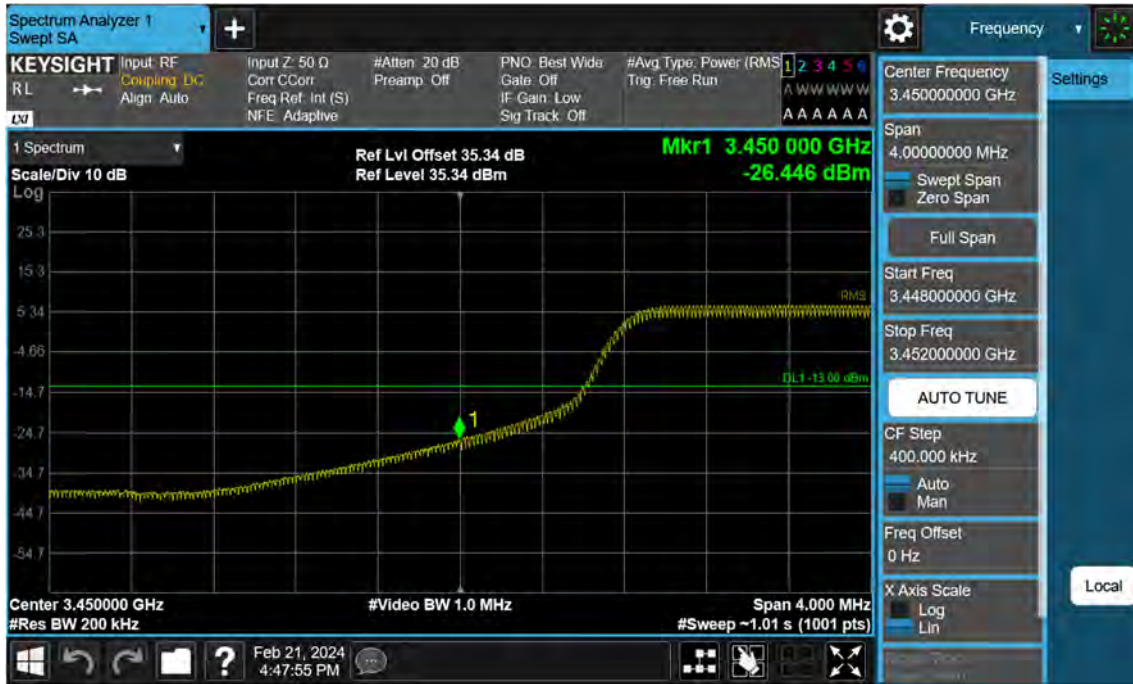 Spectrum Analyzer 1
Swept SA
+
Frequency
KEYSIGHT
RL
LXI
Input: RF
Coupling: DC
Align: Auto
Input Z: 50 Ω
Corr CCorr
Freq Ref: Int (S)
NFE: Adaptive
#Atten: 20 dB
Preamp: Off
PNO: Best Wide
Gate: Off
IF Gain: Low
Sig Track: Off
#Avg Type: Power (RMS
Trig: Free Run
1 2 3 4 5 6
A W W W W W
A A A A A A
1 Spectrum
Scale/Div 10 dB
Log
Ref Lvl Offset 35.34 dB
Ref Level 35.34 dBm
Mkr1 3.450 000 GHz
-26.446 dBm
25.3
15.3
5.34
-4.66
-14.7
-24.7
-34.7
-44.7
-54.7
RMS
DL1 -13.00 dBm
1
Center 3.450000 GHz
#Res BW 200 kHz
#Video BW 1.0 MHz
Span 4.000 MHz
#Sweep ~1.01 s (1001 pts)
?
Feb 21, 2024
4:47:55 PM
Center Frequency
3.450000000 GHz
Span
4.00000000 MHz
Swept Span
Zero Span
Full Span
Start Freq
3.448000000 GHz
Stop Freq
3.452000000 GHz
AUTO TUNE
CF Step
400.000 kHz
Auto
Man
Freq Offset
0 Hz
X Axis Scale
Log
Lin
Settings
Local